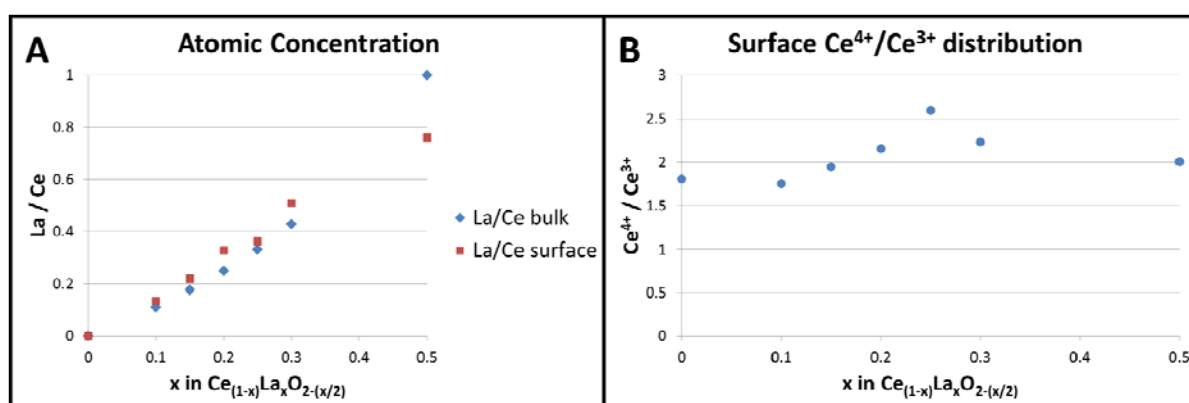 A
Atomic Concentration
1
0.8
0.6
0.4
0.2
0
La / Ce
0 0.1 0.2 0.3 0.4 0.5
x in Ce(1-x)LaxO2-(x/2)
La/Ce bulk
La/Ce surface
B
Surface Ce⁴⁺/Ce³⁺ distribution
3
2.5
2
1.5
1
0.5
0
Ce⁴⁺ / Ce³⁺
0 0.1 0.2 0.3 0.4 0.5
x in Ce(1-x)LaxO2-(x/2)